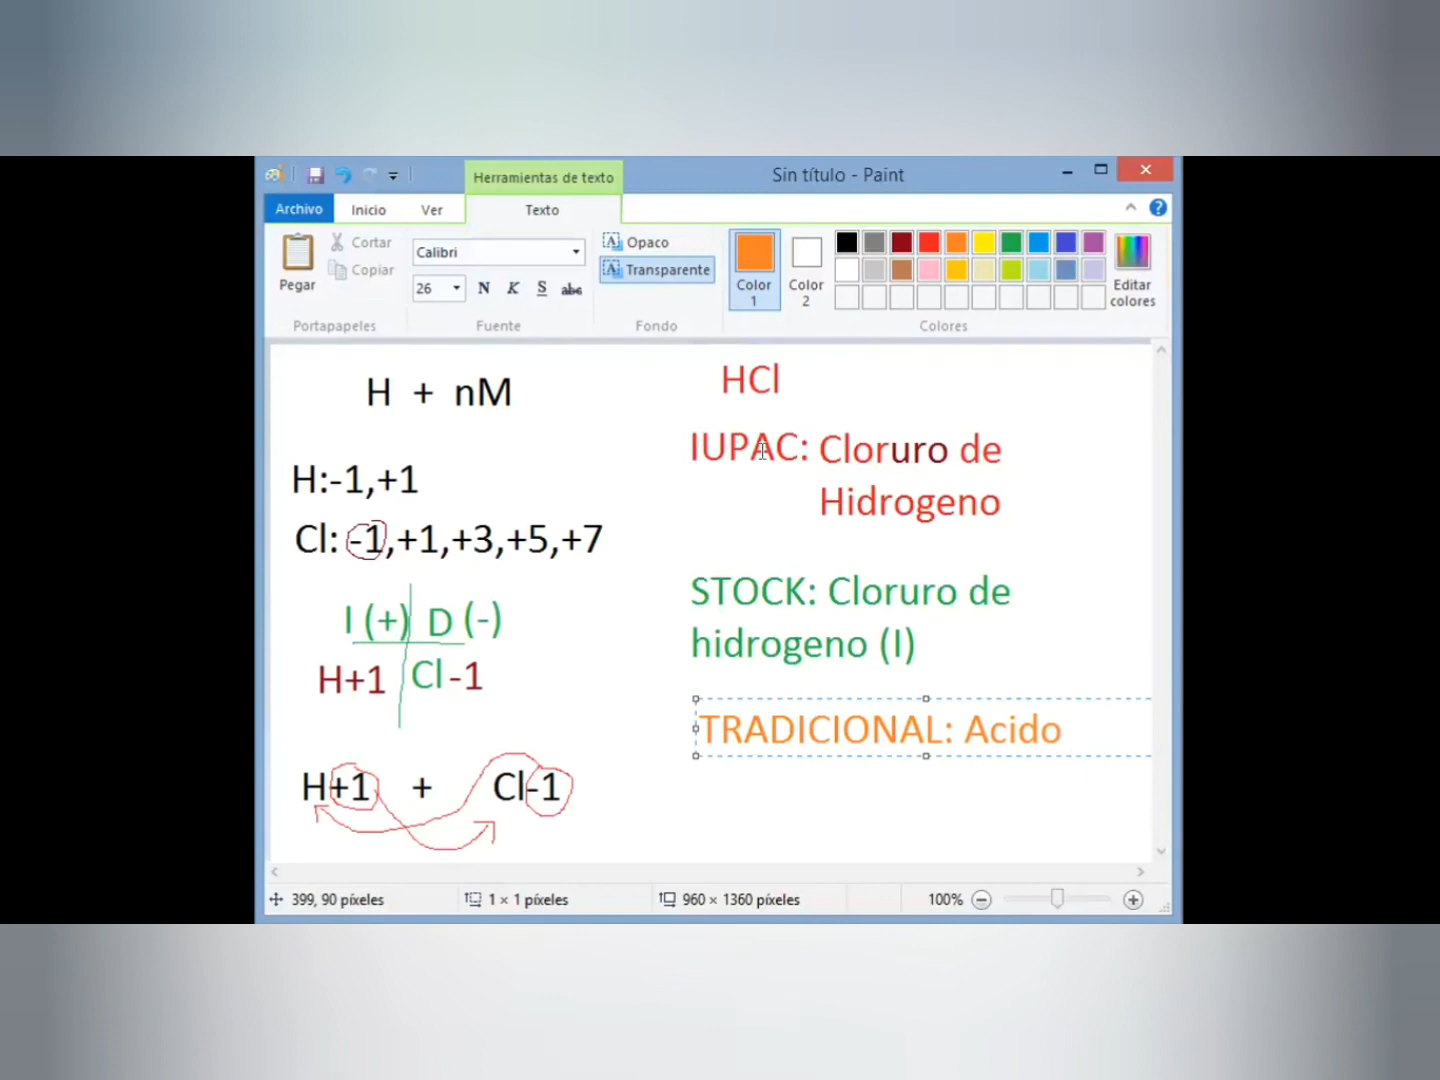 Herramientas de texto
Sin título - Paint
Archivo
Inicio
Ver
Texto
Pegar
Cortar
Copiar
Portapapeles
Calibri
26
N K S abc
Fuente
Opaco
Transparente
Fondo
Color 1
Color 2
Editar colores
Colores
H + nM
H:-1,+1
Cl: -1,+1,+3,+5,+7
I (+) D (-)
H+1 Cl -1
H+1 + Cl-1
HCl
IUPAC: Cloruro de
Hidrogeno
STOCK: Cloruro de
hidrogeno (I)
TRADICIONAL: Acido
399, 90 píxeles
1 × 1 píxeles
960 × 1360 píxeles
100%